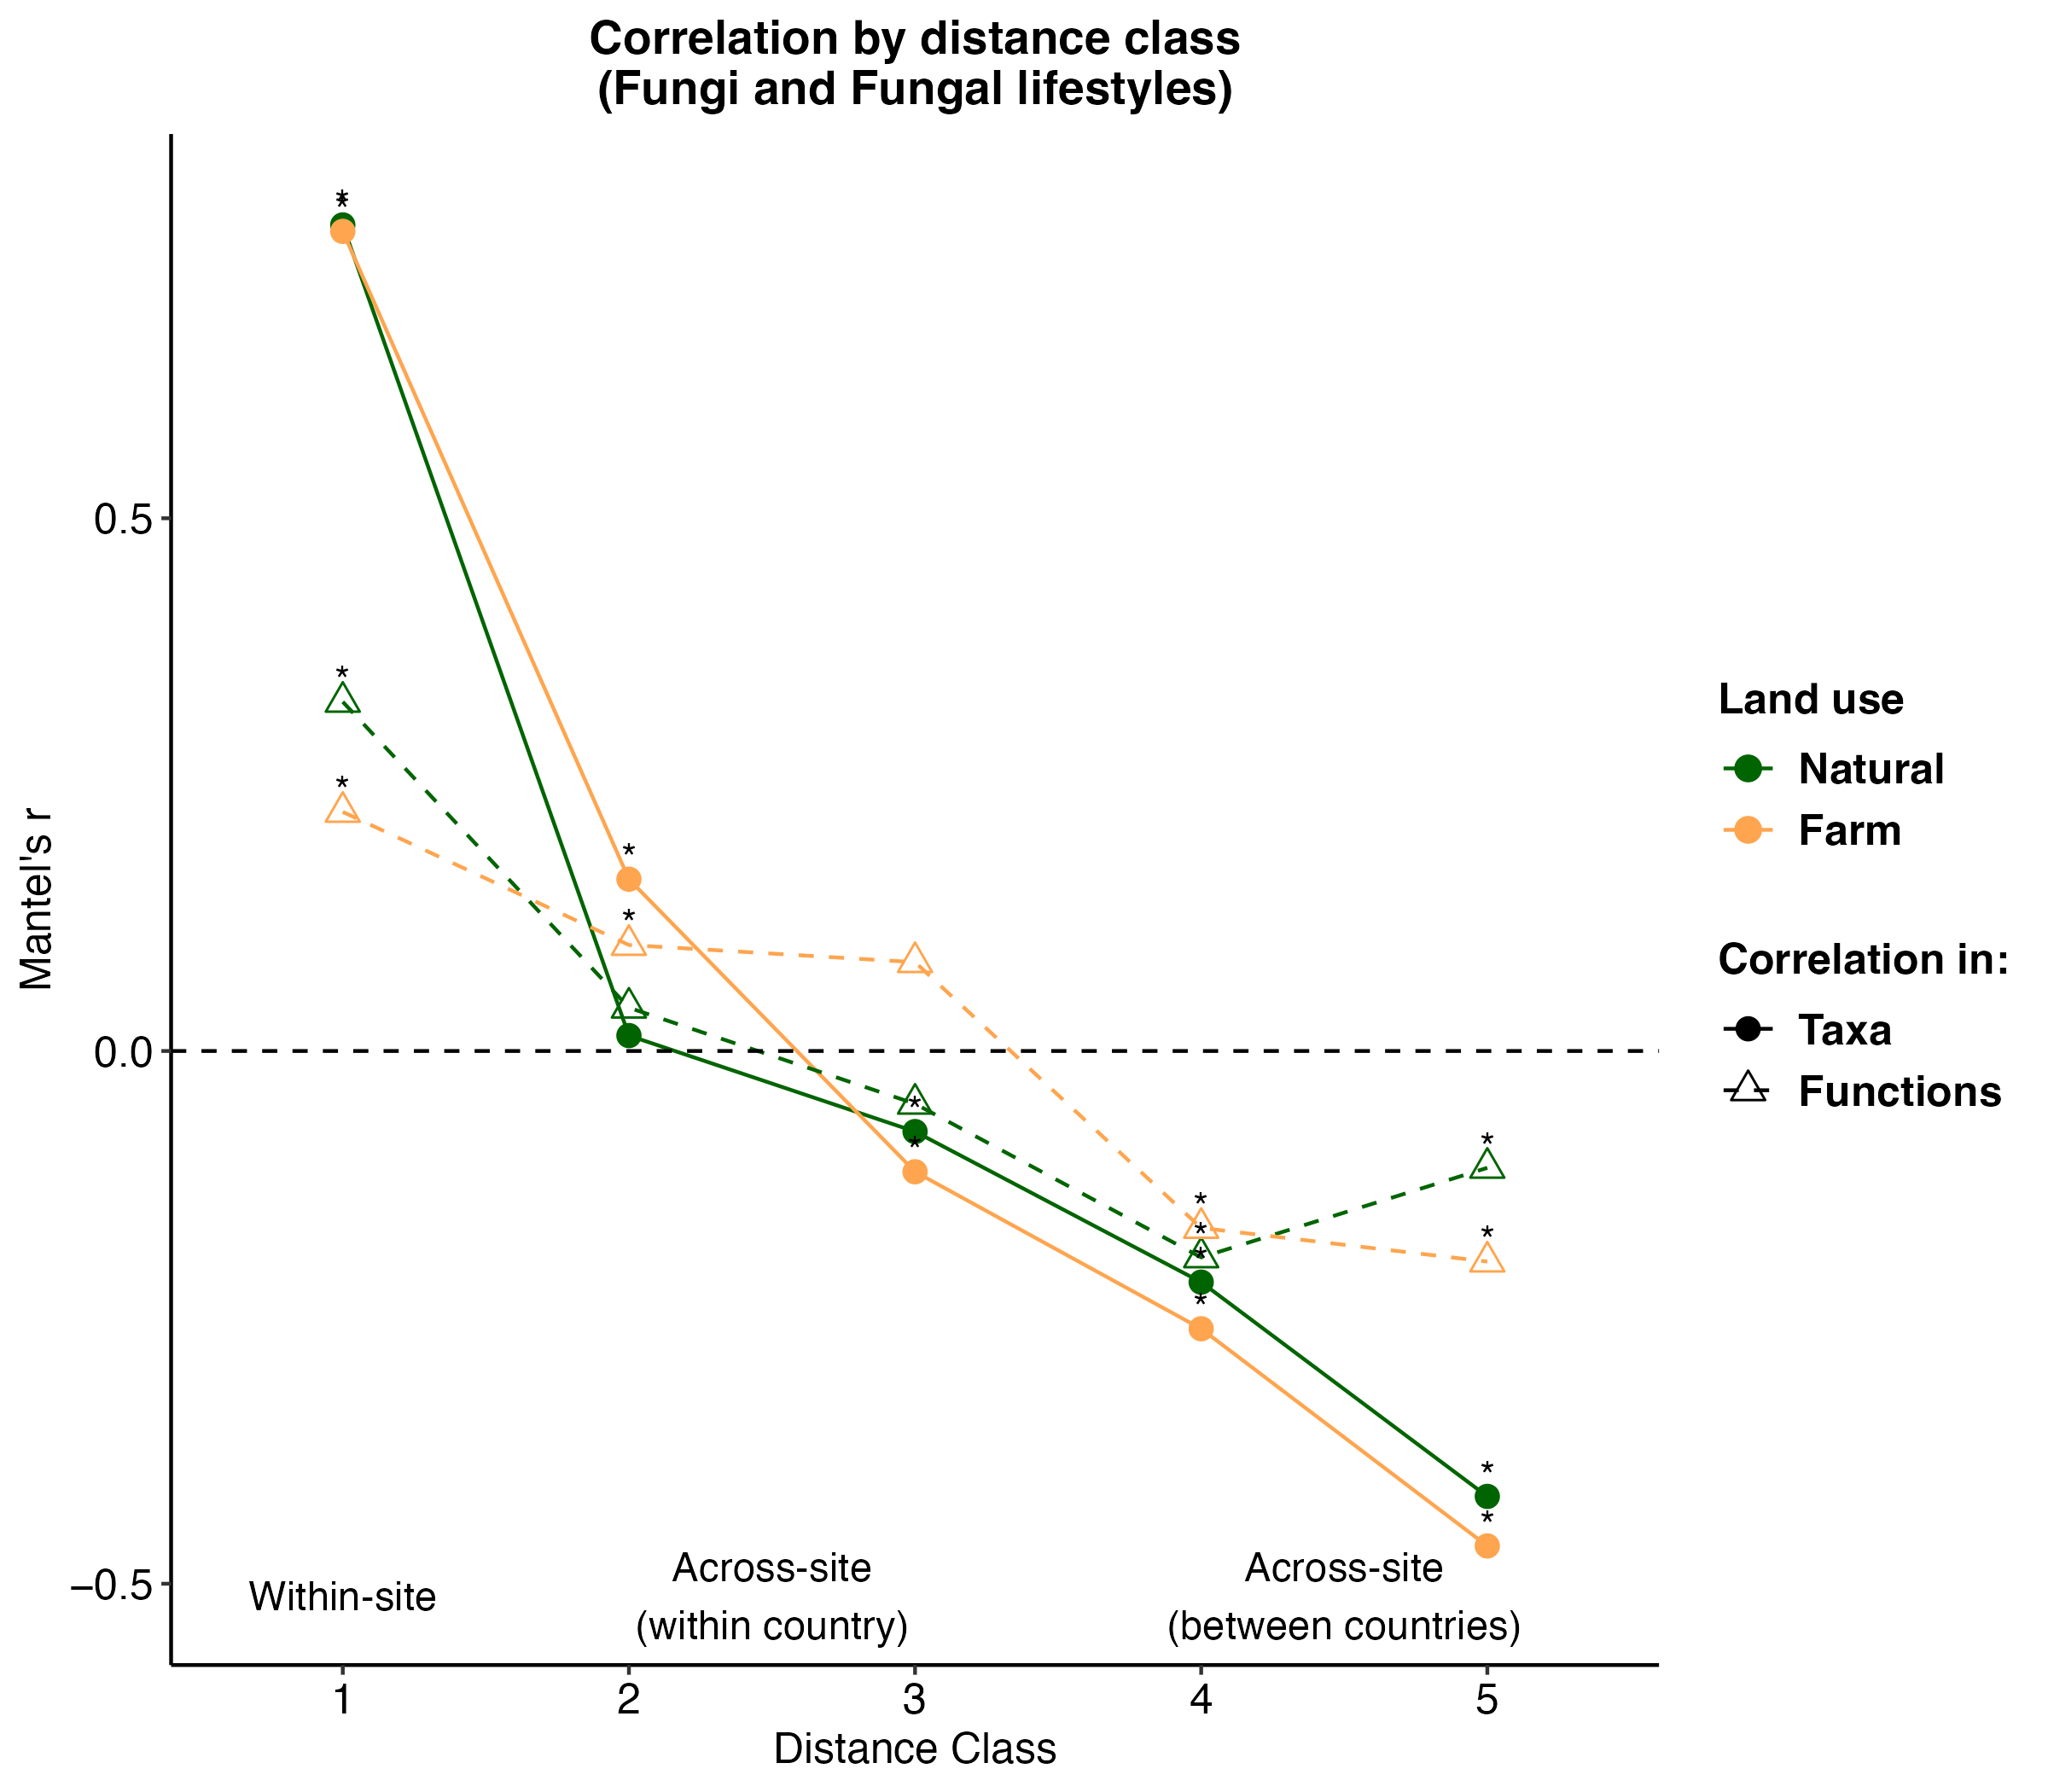 Correlation by distance class
(Fungi and Fungal lifestyles)
Mantel's r
0.5
0.0
−0.5
* *
*
*
*
*
*
*
*
*
*
*
*
*
*
*
Within-site
Across-site
(within country)
Across-site
(between countries)
1 2 3 4 5
Distance Class
Land use
Natural
Farm
Correlation in:
Taxa
Functions